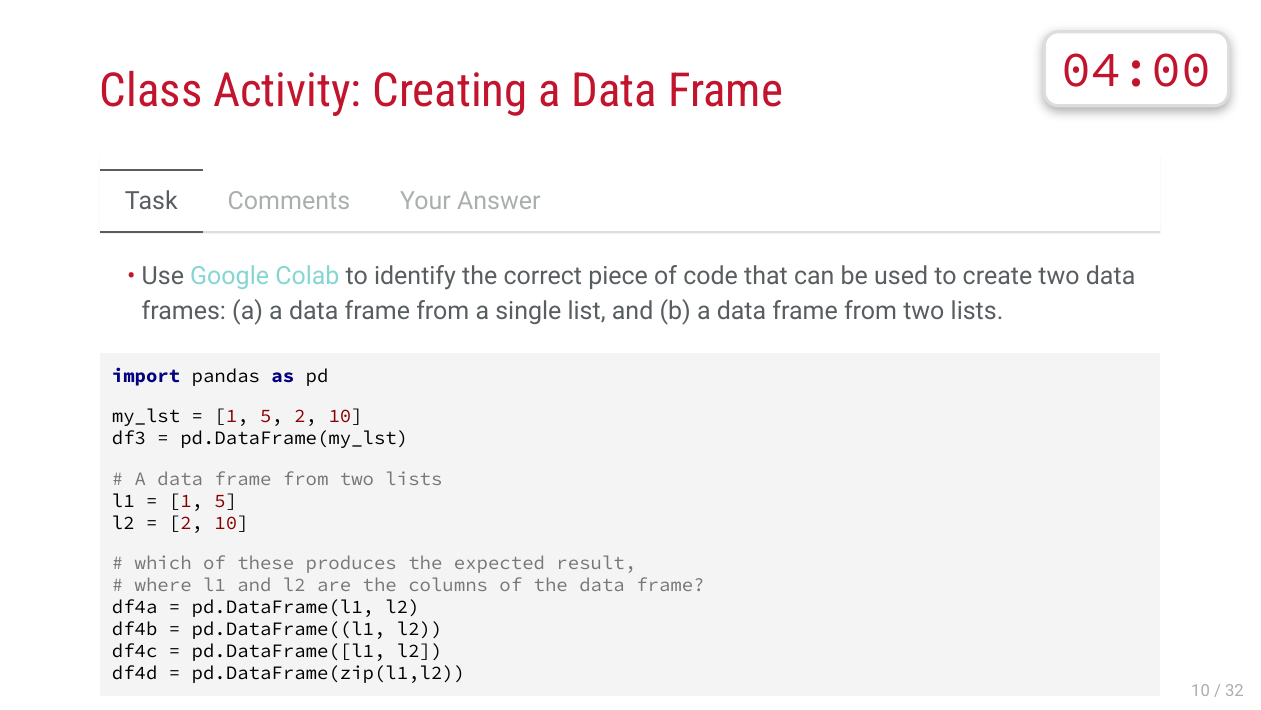 Class Activity: Creating a Data Frame
04:00
Task Comments Your Answer
• Use Google Colab to identify the correct piece of code that can be used to create two data
frames: (a) a data frame from a single list, and (b) a data frame from two lists.
import pandas as pd
my_lst = [1, 5, 2, 10]
df3 = pd.DataFrame(my_lst)
# A data frame from two lists
l1 = [1, 5]
l2 = [2, 10]
# which of these produces the expected result,
# where l1 and l2 are the columns of the data frame?
df4a = pd.DataFrame(l1, l2)
df4b = pd.DataFrame((l1, l2))
df4c = pd.DataFrame([l1, l2])
df4d = pd.DataFrame(zip(l1,l2))
10 / 32